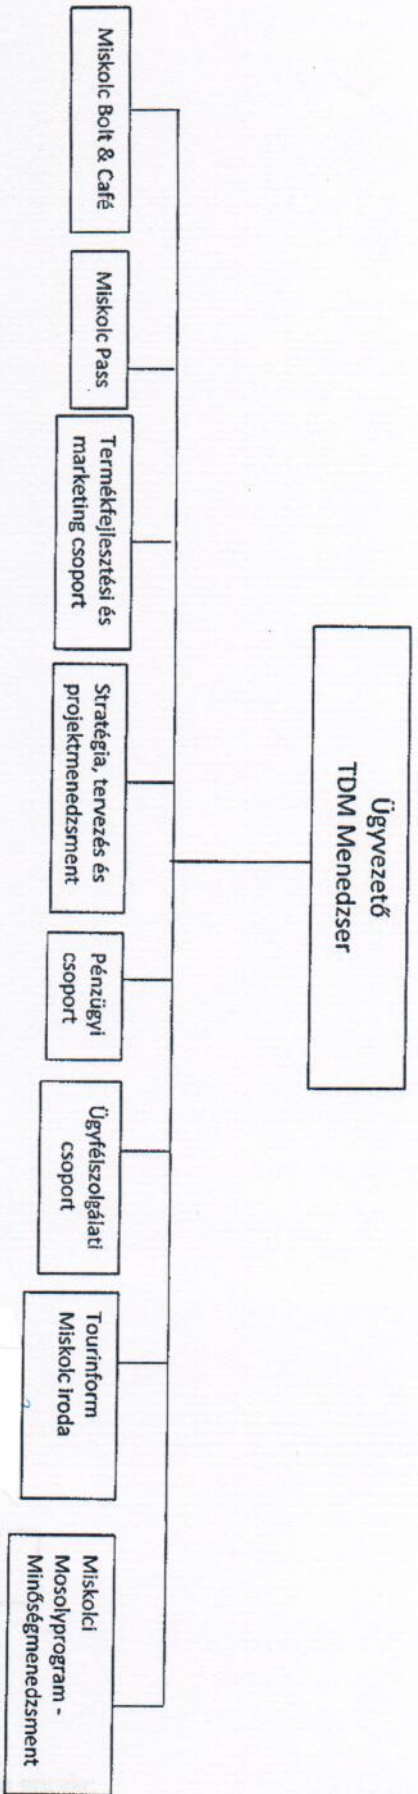 Ügyvezető
TDM Menedzser
Miskolc Bolt & Café
Miskolc Pass
Termékfejlesztési és
marketing csoport
Stratégia, tervezés és
projektmenedzsment
Pénzügyi
csoport
Ügyfélszolgálati
csoport
Tourinform
Miskolc iroda
Miskolci
Mosolyprogram -
Minőségmenedzsment